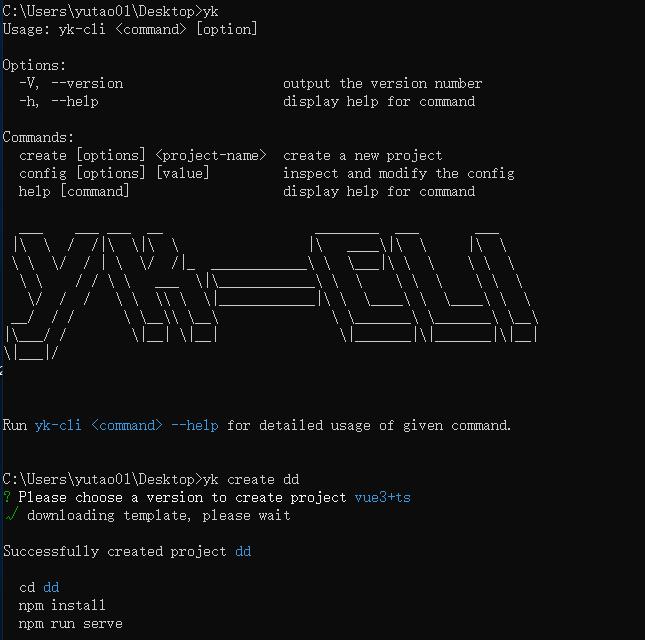 C:\Users\yutao01\Desktop>yk
Usage: yk-cli <command> [option]
Options:
-V, --version                    output the version number
-h, --help                       display help for command
Commands:
create [options] <project-name>  create a new project
config [options] [value]         inspect and modify the config
help [command]                   display help for command
YK-CLI
Run yk-cli <command> --help for detailed usage of given command.
C:\Users\yutao01\Desktop>yk create dd
? Please choose a version to create project vue3+ts
√ downloading template, please wait
Successfully created project dd
cd dd
npm install
npm run serve